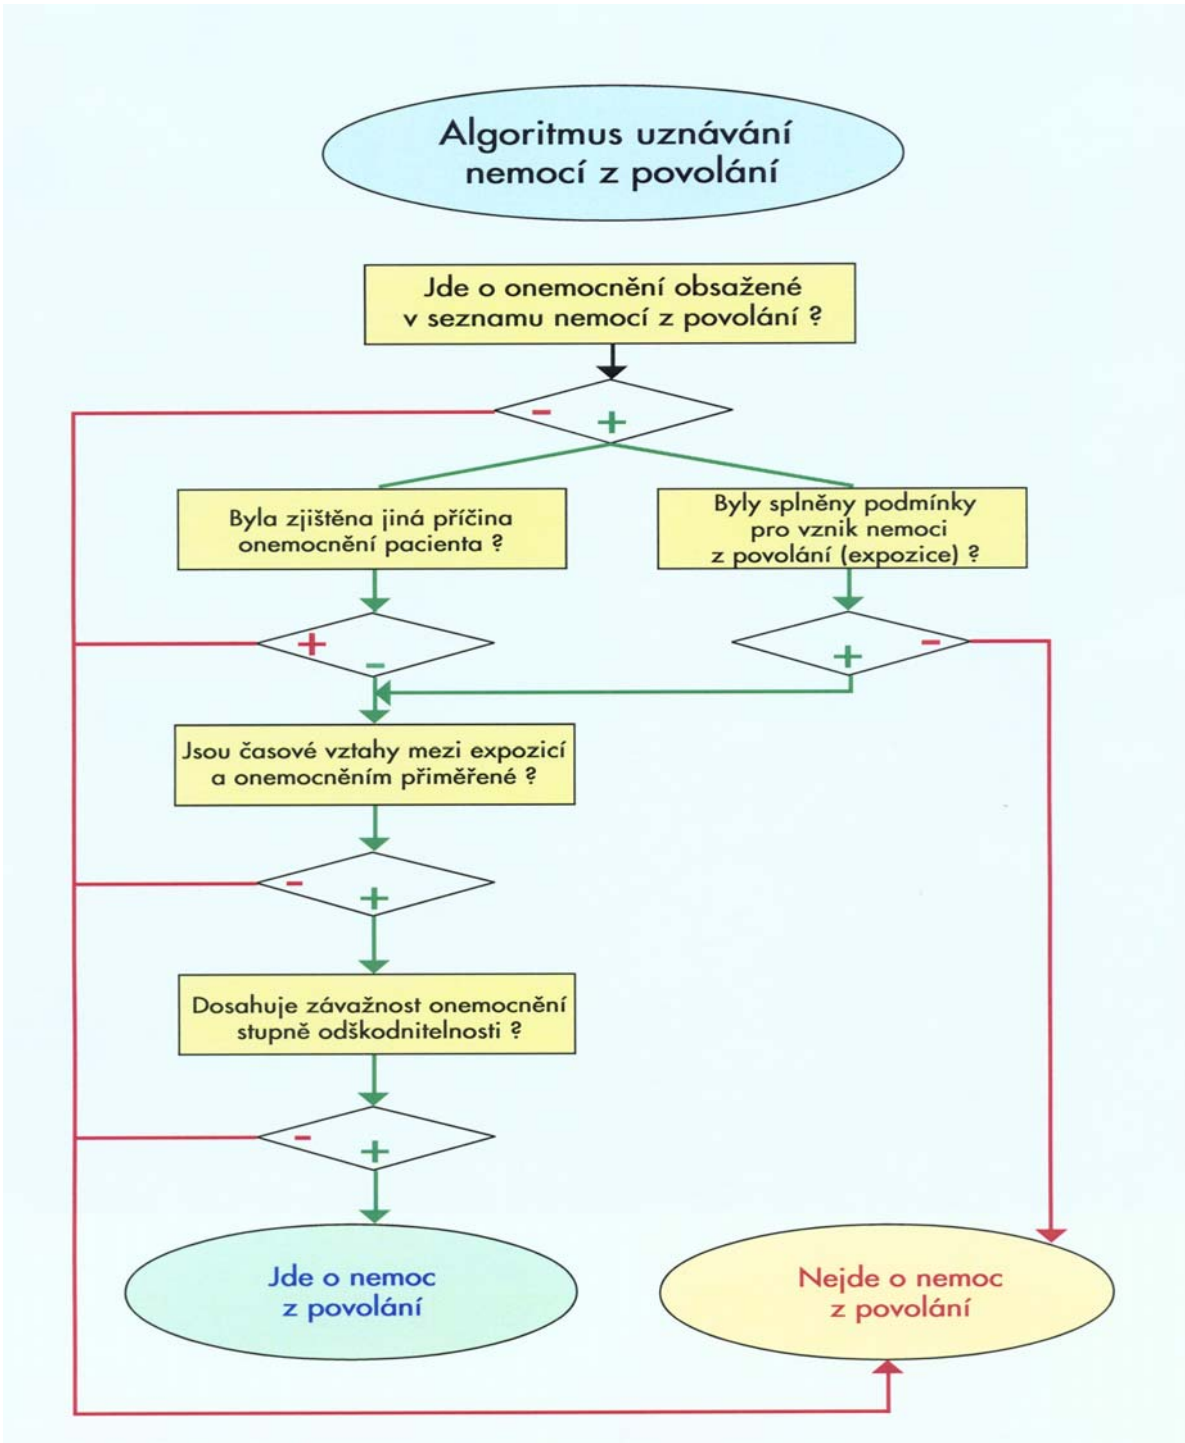 Algoritmus uznávání
nemocí z povolání
Jde o onemocnění obsažené
v seznamu nemocí z povolání ?
-
+
Byla zjištěna jiná příčina
onemocnění pacienta ?
Byly splněny podmínky
pro vznik nemoci
z povolání (expozice) ?
+
-
+
-
Jsou časové vztahy mezi expozicí
a onemocněním přiměřené ?
-
+
Dosahuje závažnost onemocnění
stupně odškodnitelnosti ?
-
+
Jde o nemoc
z povolání
Nejde o nemoc
z povolání